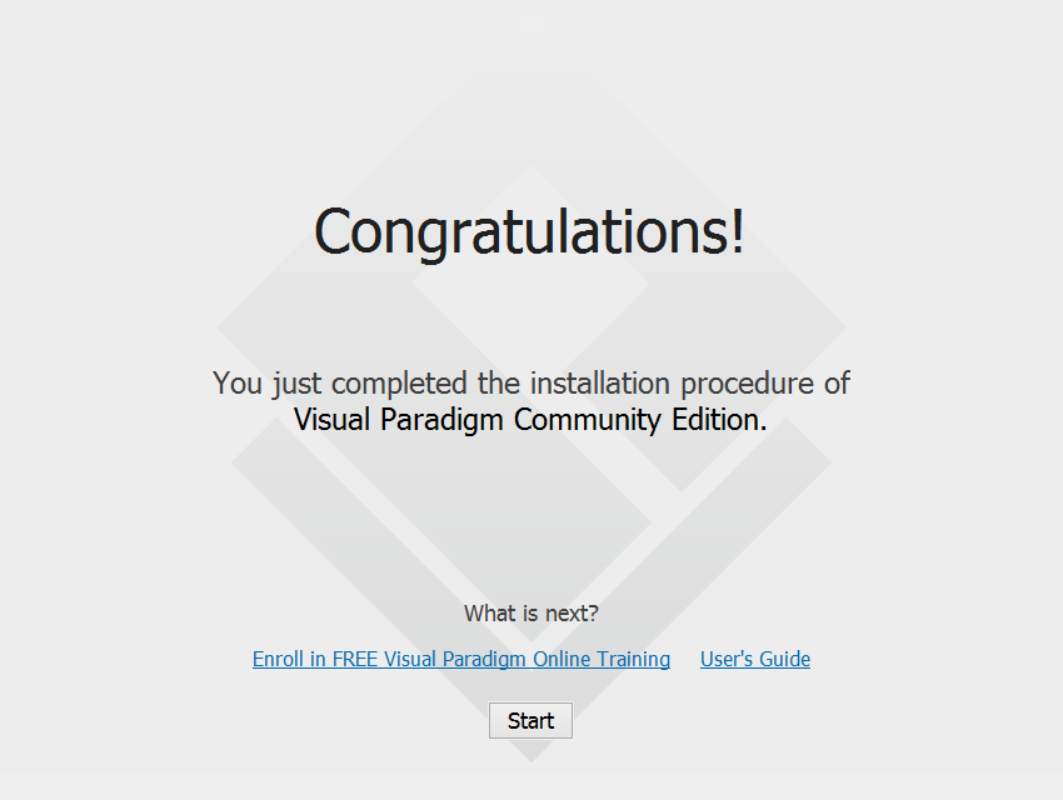 Congratulations!
You just completed the installation procedure of
Visual Paradigm Community Edition.
What is next?
Enroll in FREE Visual Paradigm Online Training User's Guide
Start